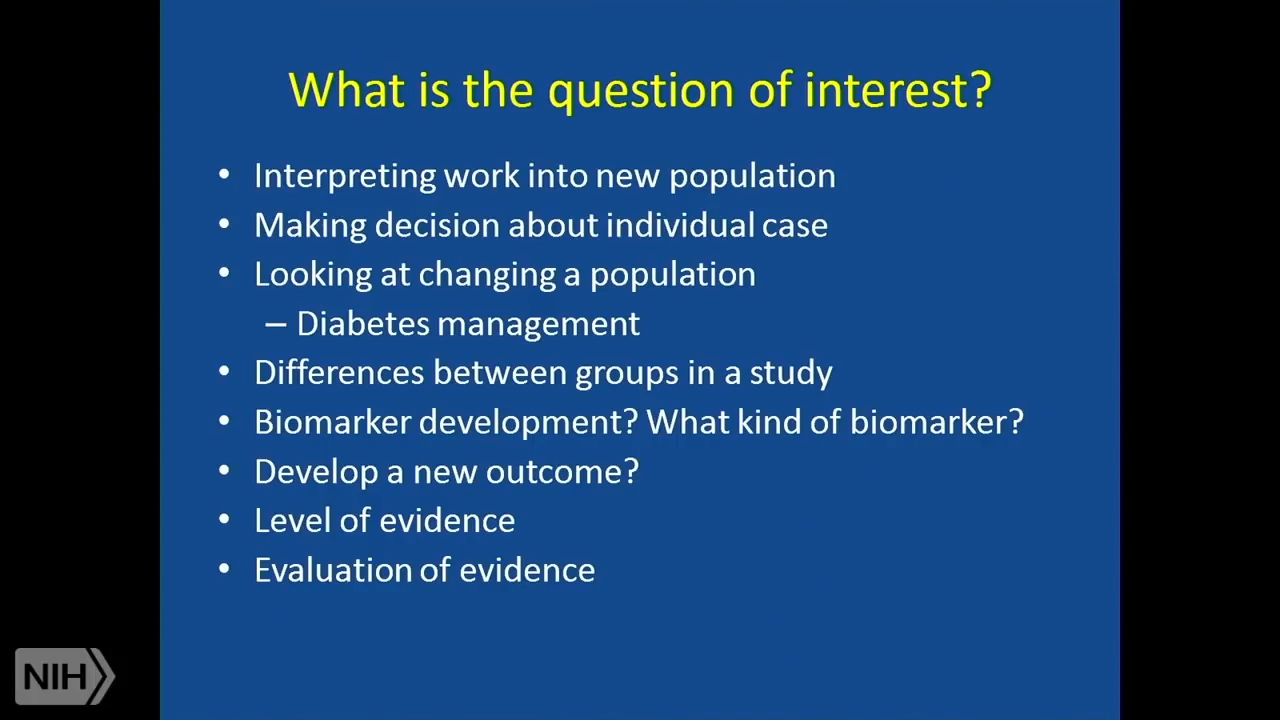 What is the question of interest?
• Interpreting work into new population
• Making decision about individual case
• Looking at changing a population
– Diabetes management
• Differences between groups in a study
• Biomarker development? What kind of biomarker?
• Develop a new outcome?
• Level of evidence
• Evaluation of evidence
NIH